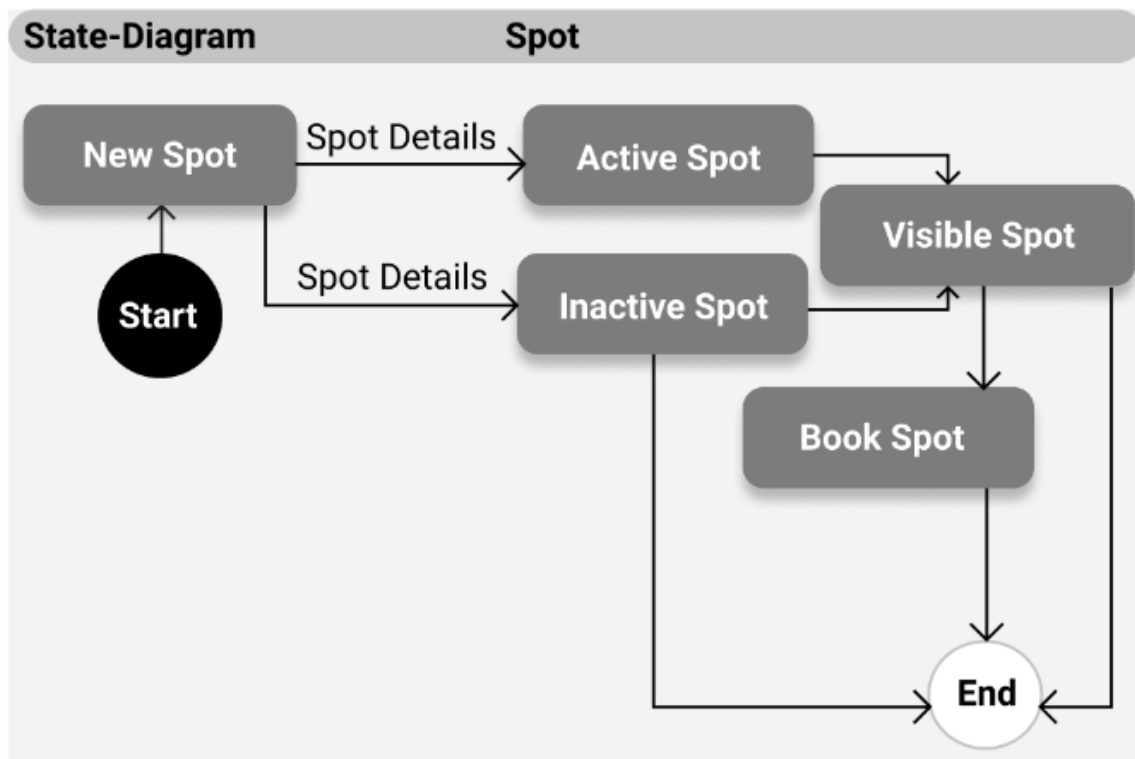 State-Diagram Spot
New Spot
Spot Details
Active Spot
Visible Spot
Spot Details
Inactive Spot
Start
Book Spot
End